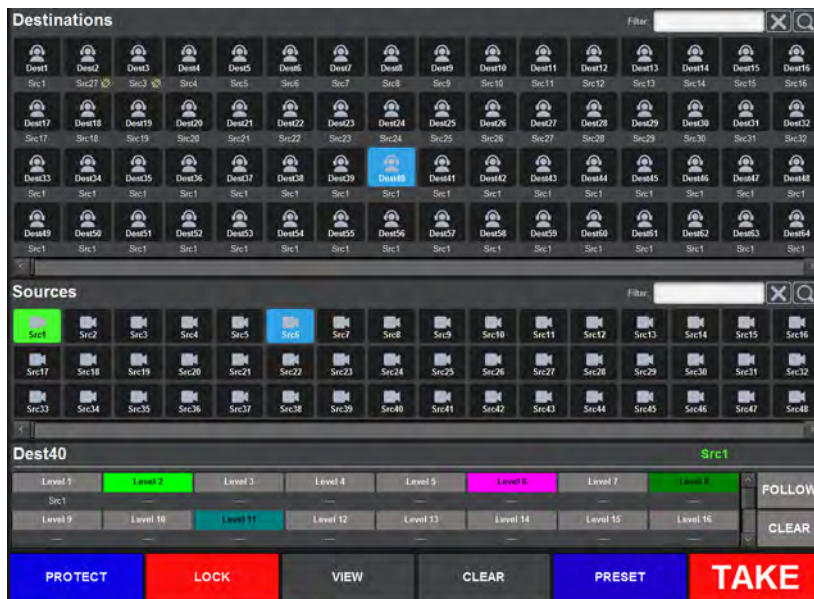 Destinations
Filter:
Dest1 Dest2 Dest3 Dest4 Dest5 Dest6 Dest7 Dest8 Dest9 Dest10 Dest11 Dest12 Dest13 Dest14 Dest15 Dest16
Src1 Src27 Src3 Src4 Src5 Src6 Src7 Src8 Src9 Src10 Src11 Src12 Src13 Src14 Src15 Src16
Dest17 Dest18 Dest19 Dest20 Dest21 Dest22 Dest23 Dest24 Dest25 Dest26 Dest27 Dest28 Dest29 Dest30 Dest31 Dest32
Src17 Src18 Src19 Src20 Src21 Src22 Src23 Src24 Src25 Src26 Src27 Src28 Src29 Src30 Src31 Src32
Dest33 Dest34 Dest35 Dest36 Dest37 Dest38 Dest39 Dest40 Dest41 Dest42 Dest43 Dest44 Dest45 Dest46 Dest47 Dest48
Src1 Src1 Src1 Src1 Src1 Src1 Src1 Src1 Src1 Src1 Src1 Src1 Src1 Src1 Src1 Src1
Dest49 Dest50 Dest51 Dest52 Dest53 Dest54 Dest55 Dest56 Dest57 Dest58 Dest59 Dest60 Dest61 Dest62 Dest63 Dest64
Src1 Src1 Src1 Src1 Src1 Src1 Src1 Src1 Src1 Src1 Src1 Src1 Src1 Src1 Src1 Src1
Sources
Filter:
Src1 Src2 Src3 Src4 Src5 Src6 Src7 Src8 Src9 Src10 Src11 Src12 Src13 Src14 Src15 Src16
Src17 Src18 Src19 Src20 Src21 Src22 Src23 Src24 Src25 Src26 Src27 Src28 Src29 Src30 Src31 Src32
Src33 Src34 Src35 Src36 Src37 Src38 Src39 Src40 Src41 Src42 Src43 Src44 Src45 Src46 Src47 Src48
Dest40 Src1
Level 1 Level 2 Level 3 Level 4 Level 5 Level 6 Level 7 Level 8
Src1 — — — — — — —
FOLLOW
Level 9 Level 10 Level 11 Level 12 Level 13 Level 14 Level 15 Level 16
— — — — — — — —
CLEAR
PROTECT LOCK VIEW CLEAR PRESET TAKE